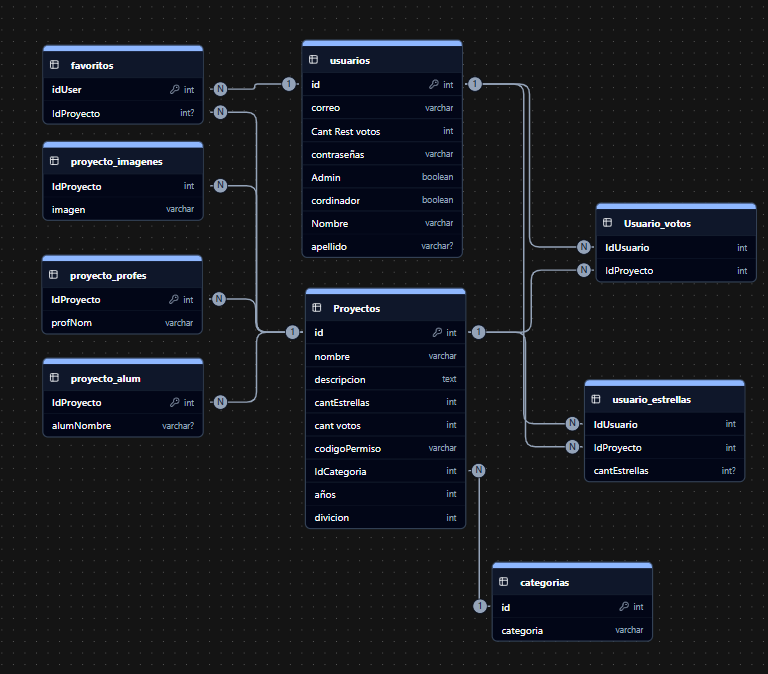 favoritos
idUser int
IdProyecto int?
proyecto_imagenes
IdProyecto int
imagen varchar
proyecto_profes
IdProyecto int
profNom varchar
proyecto_alum
IdProyecto int
alumNombre varchar?
usuarios
id int
correo varchar
Cant Rest votos int
contraseñas varchar
Admin boolean
cordinador boolean
Nombre varchar
apellido varchar?
Proyectos
id int
nombre varchar
descripcion text
cantEstrellas int
cant votos int
codigoPermiso varchar
IdCategoria int
años int
divicion int
Usuario_votos
IdUsuario int
IdProyecto int
usuario_estrellas
IdUsuario int
IdProyecto int
cantEstrellas int?
categorias
id int
categoria varchar
N
N
N
N
N
1
1
1
1
N
N
N
N
N
1